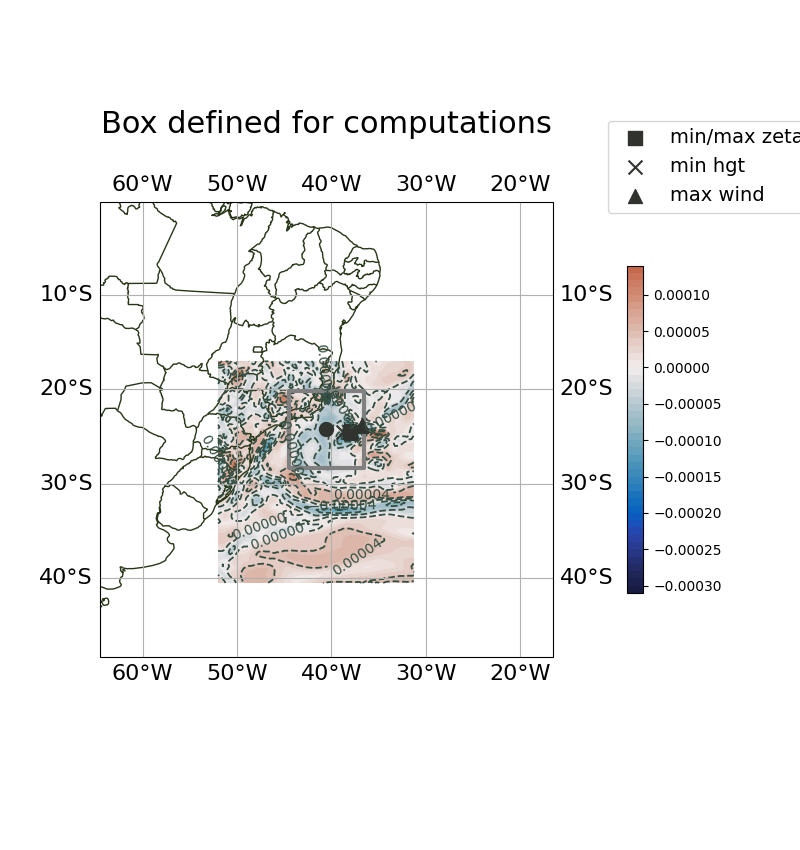 Box defined for computations
min/max zeta
min hgt
max wind
60°W 50°W 40°W 30°W 20°W
10°S 10°S
20°S 20°S
30°S 30°S
40°S 40°S
60°W 50°W 40°W 30°W 20°W
0.00010
0.00005
0.00000
−0.00005
−0.00010
−0.00015
−0.00020
−0.00025
−0.00030
0.00004
0.00000
0.00000
0.00004